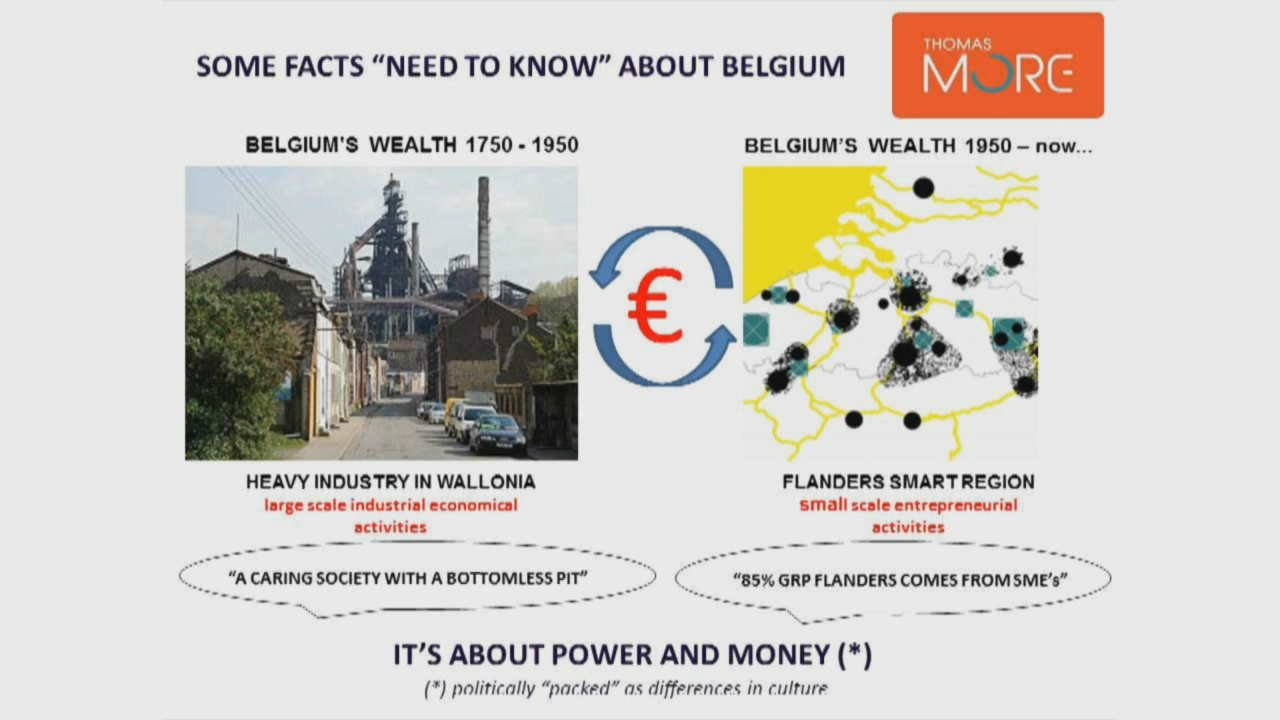 SOME FACTS “NEED TO KNOW” ABOUT BELGIUM
THOMAS
MORE
BELGIUM'S WEALTH 1750 - 1950
BELGIUM’S WEALTH 1950 – now...
€
HEAVY INDUSTRY IN WALLONIA
large scale industrial economical
activities
FLANDERS SMART REGION
small scale entrepreneurial
activities
“A CARING SOCIETY WITH A BOTTOMLESS PIT”
“85% GRP FLANDERS COMES FROM SME’s”
IT’S ABOUT POWER AND MONEY (*)
(*) politically “packed” as differences in culture